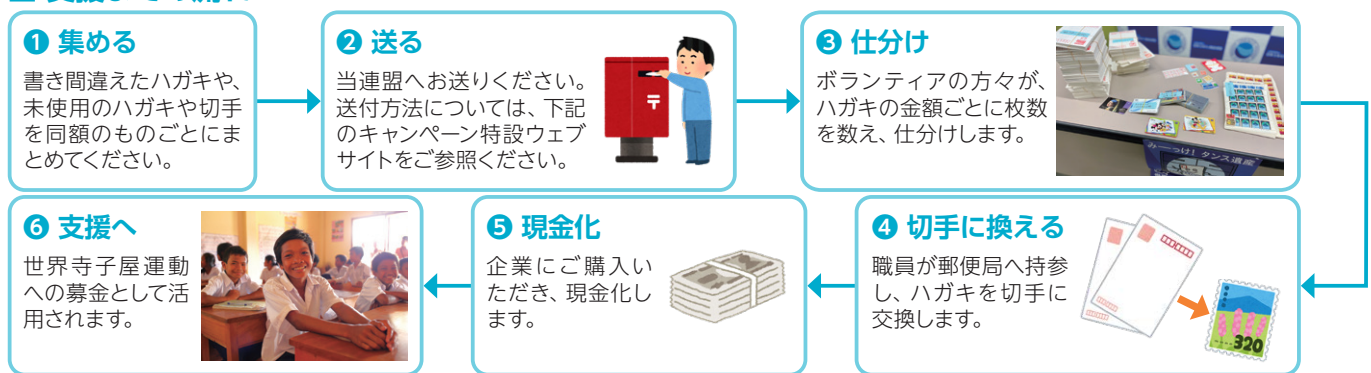 ❶ 集める
書き間違えたハガキや、
未使用のハガキや切手
を同額のものごとにま
とめてください。
❷ 送る
当連盟へお送りください。
送付方法については、下記
のキャンペーン特設ウェブ
サイトをご参照ください。
❸ 仕分け
ボランティアの方々が、
ハガキの金額ごとに枚数
を数え、仕分けします。
みーつけ! タンス遺産
❹ 切手に換える
職員が郵便局へ持参
し、ハガキを切手に
交換します。
320
❺ 現金化
企業にご購入い
ただき、現金化し
ます。
❻ 支援へ
世界寺子屋運動
への募金として活
用されます。